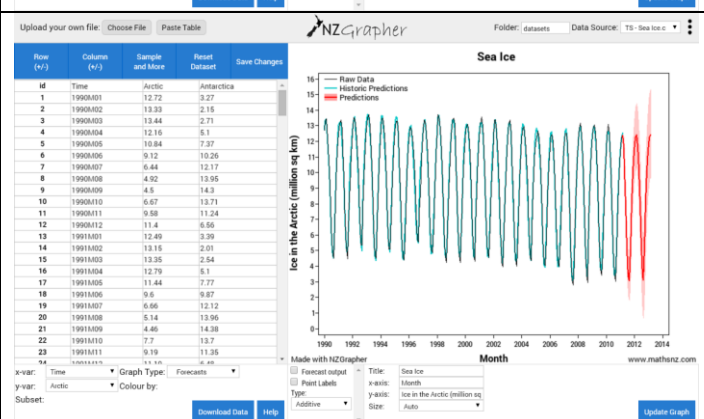 Upload your own file: Choose File Paste Table
NZGrapher
Folder: datasets Data Source: TS - Sea Ice.c
Row (+/-) Column (+/-) Sample and More Reset Dataset Save Changes
id Time Arctic Antarctica
1 1990M01 12.72 3.27
2 1990M02 13.33 2.15
3 1990M03 13.44 2.71
4 1990M04 12.16 5.1
5 1990M05 10.84 7.37
6 1990M06 9.12 10.26
7 1990M07 6.44 12.17
8 1990M08 4.92 13.95
9 1990M09 4.5 14.3
10 1990M10 6.67 13.71
11 1990M11 9.58 11.24
12 1990M12 11.4 6.56
13 1991M01 12.49 3.39
14 1991M02 13.15 2.01
15 1991M03 13.35 2.54
16 1991M04 12.79 5.1
17 1991M05 11.44 7.77
18 1991M06 9.6 9.87
19 1991M07 6.66 12.12
20 1991M08 5.14 13.96
21 1991M09 4.46 14.38
22 1991M10 7.7 13.7
23 1991M11 9.19 11.35
Sea Ice
Raw Data
Historic Predictions
Predictions
Ice in the Arctic (million sq km)
16
15
14
13
12
11
10
9
8
7
6
5
4
3
2
1
0
1990 1992 1994 1996 1998 2000 2002 2004 2006 2008 2010 2012 2014
Made with NZGrapher Month www.mathsnz.com
x-var: Time Graph Type: Forecasts
y-var: Arctic Colour by:
Subset:
Download Data Help
Forecast output
Point Labels
Type:
Additive
Title: Sea Ice
x-axis: Month
y-axis: Ice in the Arctic (million sq
Size: Auto
Update Graph